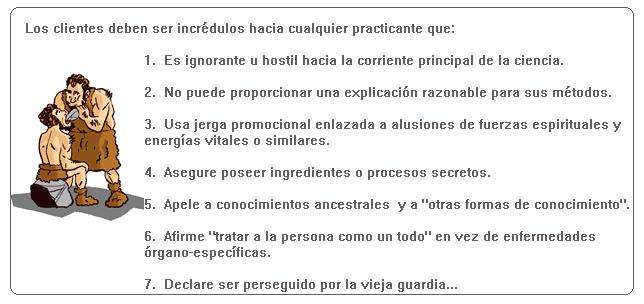 Los clientes deben ser incrédulos hacia cualquier practicante que:
1. Es ignorante u hostil hacia la corriente principal de la ciencia.
2. No puede proporcionar una explicación razonable para sus métodos.
3. Usa jerga promocional enlazada a alusiones de fuerzas espirituales y
energías vitales o similares.
4. Asegure poseer ingredientes o procesos secretos.
5. Apele a conocimientos ancestrales y a "otras formas de conocimiento".
6. Afirme "tratar a la persona como un todo" en vez de enfermedades
órgano-específicas.
7. Declare ser perseguido por la vieja guardia...